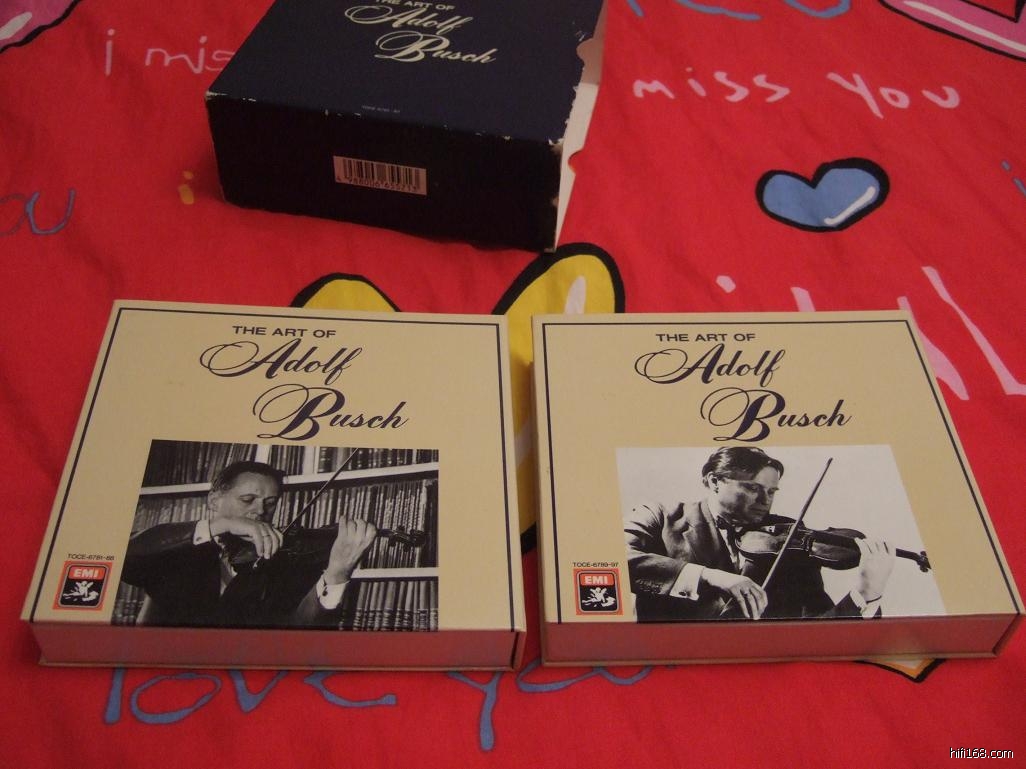 THE ART OF
Adolf
Busch
i mis
miss you
THE ART OF
Adolf
Busch
TOCE-6781-88
EMI
THE ART OF
Adolf
Busch
TOCE-6789-97
EMI
love you
hifi168.com